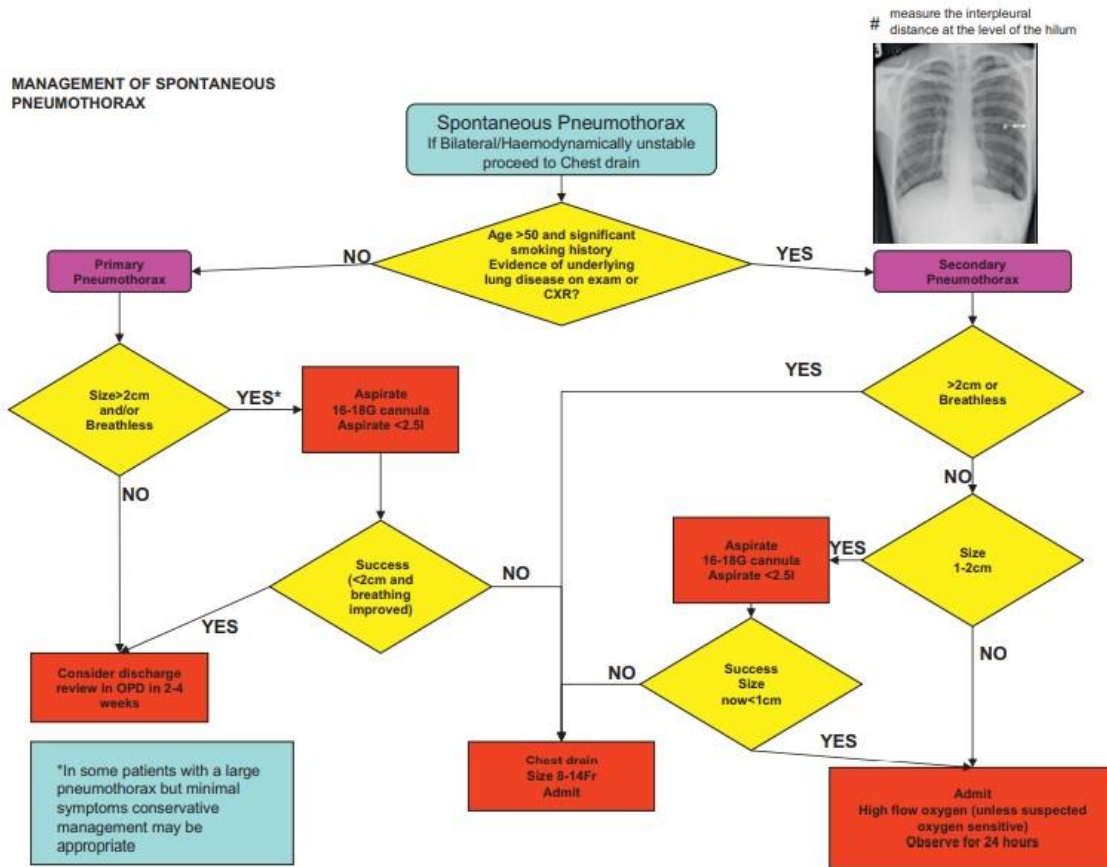 # measure the interpleural
distance at the level of the hilum
MANAGEMENT OF SPONTANEOUS
PNEUMOTHORAX
Spontaneous Pneumothorax
If Bilateral/Haemodynamically unstable
proceed to Chest drain
Age >50 and significant
smoking history
Evidence of underlying
lung disease on exam or
CXR?
NO
YES
Primary
Pneumothorax
Secondary
Pneumothorax
Size>2cm
and/or
Breathless
YES*
Aspirate
16-18G cannula
Aspirate <2.5l
YES
>2cm or
Breathless
NO
NO
Success
(<2cm and
breathing
improved)
NO
YES
Aspirate
16-18G cannula
Aspirate <2.5l
YES
Size
1-2cm
NO
Consider discharge
review in OPD in 2-4
weeks
NO
Success
Size
now<1cm
YES
*In some patients with a large
pneumothorax but minimal
symptoms conservative
management may be
appropriate
Chest drain
Size 8-14Fr
Admit
Admit
High flow oxygen (unless suspected
oxygen sensitive)
Observe for 24 hours